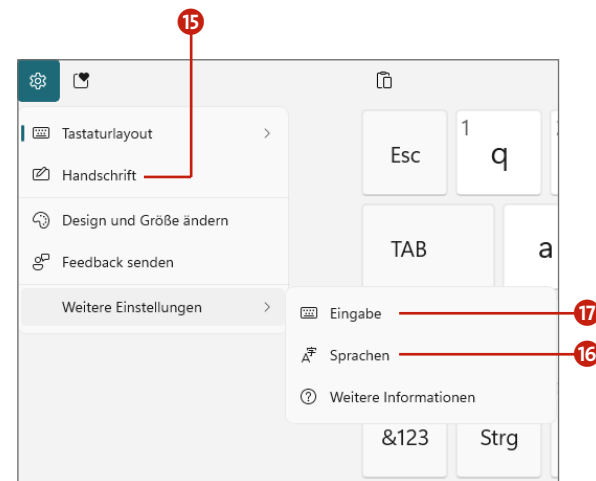 15
Tastaturlayout
Esc
1
q
Handschrift
Design und Größe ändern
TAB
a
Feedback senden
Weitere Einstellungen
Eingabe
17
Sprachen
16
Weitere Informationen
&123
Strg